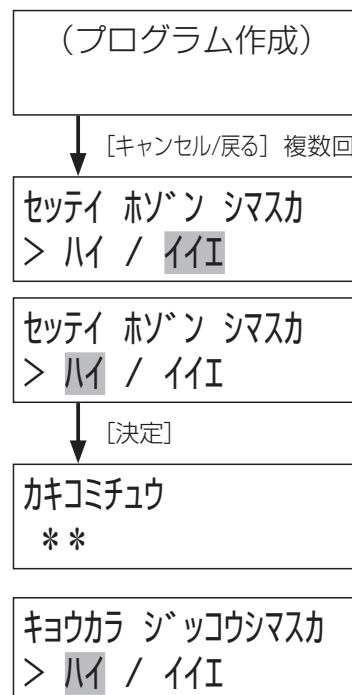 （プログラム作成）
［キャンセル/戻る］複数回
セッテイ ホゾン シマスカ
> ハイ / イイエ
セッテイ ホゾン シマスカ
> ハイ / イイエ
［決定］
カキコミチュウ
＊＊
キョウカラ ジッコウシマスカ
> ハイ / イイエ